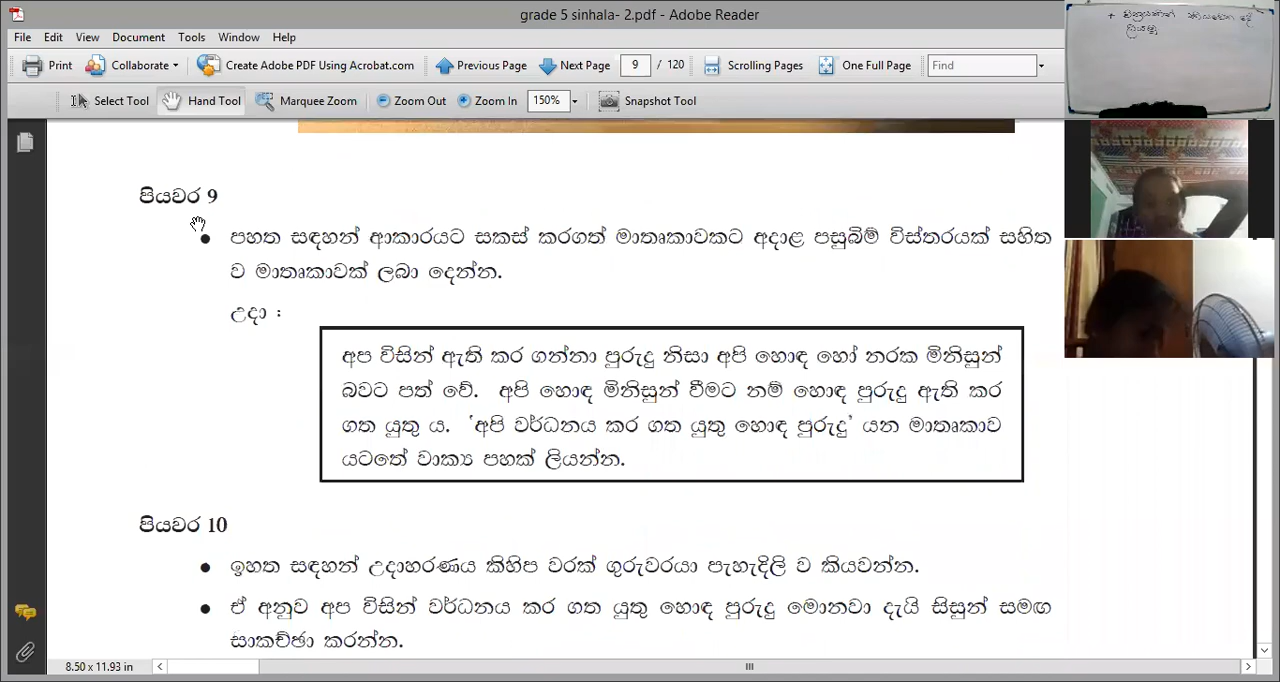 grade 5 sinhala- 2.pdf - Adobe Reader
File Edit View Document Tools Window Help
Print Collaborate Create Adobe PDF Using Acrobat.com Previous Page Next Page 9 / 120 Scrolling Pages One Full Page Find
Select Tool Hand Tool Marquee Zoom Zoom Out Zoom In 150% Snapshot Tool
පියවර 9
● පහත සඳහන් ආකාරයට සකස් කරගත් මාතෘකාවකට අදාළ පසුබිම් විස්තරයක් සහිත
ව මාතෘකාවක් ලබා දෙන්න.
උදා :
අප විසින් ඇති කර ගන්නා පුරුදු නිසා අපි හොඳ හෝ නරක මිනිසුන්
බවට පත් වේ. අපි හොඳ මිනිසුන් වීමට නම් හොඳ පුරුදු ඇති කර
ගත යුතු ය. 'අපි වර්ධනය කර ගත යුතු හොඳ පුරුදු' යන මාතෘකාව
යටතේ වාක්‍ය පහක් ලියන්න.
පියවර 10
● ඉහත සඳහන් උදාහරණය කිහිප වරක් ගුරුවරයා පැහැදිලි ව කියවන්න.
● ඒ අනුව අප විසින් වර්ධනය කර ගත යුතු හොඳ පුරුදු මොනවා දැයි සිසුන් සමඟ
සාකච්ඡා කරන්න.
8.50 x 11.93 in